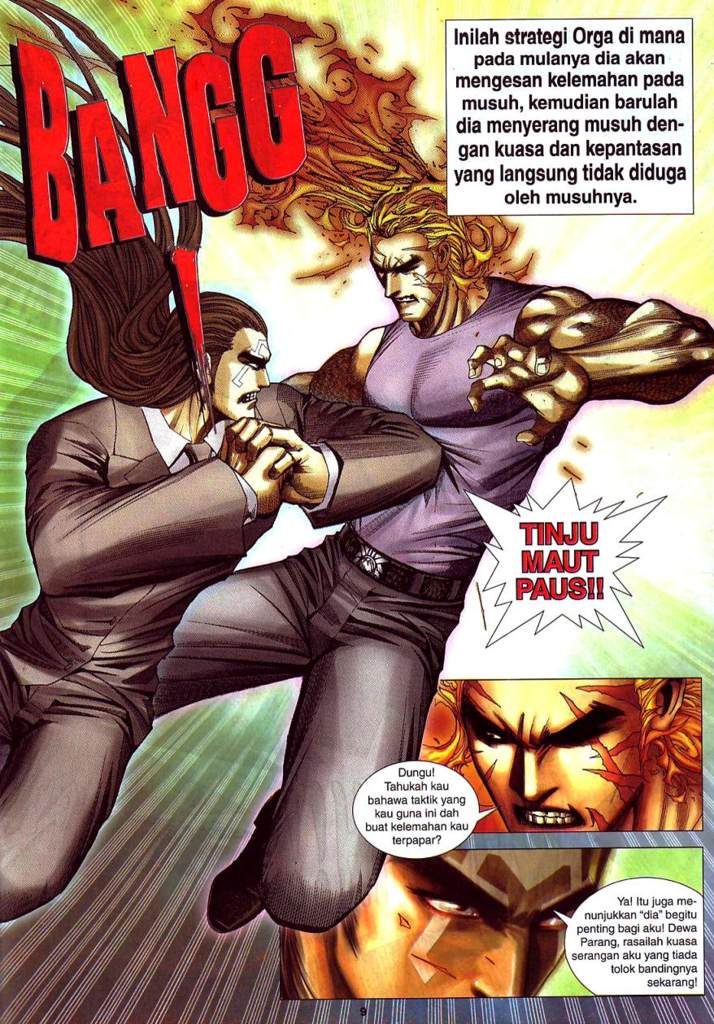 BANGG
Inilah strategi Orga di mana
pada mulanya dia akan
mengesan kelemahan pada
musuh, kemudian barulah
dia menyerang musuh den-
gan kuasa dan kepantasan
yang langsung tidak diduga
oleh musuhnya.
TINJU
MAUT
PAUS!!
Dungu!
Tahukah kau
bahawa taktik yang
kau guna ini dah
buat kelemahan kau
terpapar?
Ya! Itu juga me-
nunjukkan "dia" begitu
penting bagi aku! Dewa
Parang, rasailah kuasa
serangan aku yang tiada
tolok bandingnya
sekarang!
9